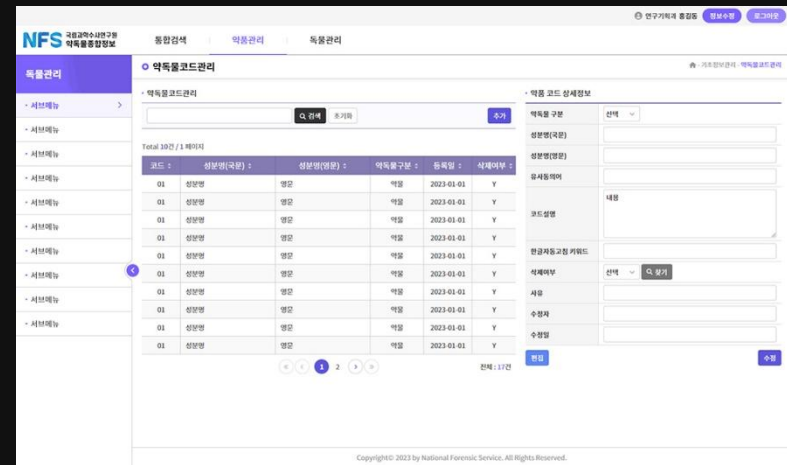 연구기획과 홍길동 정보수정 로그아웃
NFS 국립과학수사연구원 약독물종합정보
통합검색 약품관리 독물관리
독물관리
서브메뉴
서브메뉴
서브메뉴
서브메뉴
서브메뉴
서브메뉴
서브메뉴
서브메뉴
서브메뉴
서브메뉴
약독물코드관리
기초정보관리 - 약독물코드관리
약독물코드관리
검색 초기화 추가
Total 10건 / 1 페이지
코드 성분명(국문) 성분명(영문) 약독물구분 등록일 삭제여부
01 성분명 영문 약물 2023-01-01 Y
01 성분명 영문 약물 2023-01-01 Y
01 성분명 영문 약물 2023-01-01 Y
01 성분명 영문 약물 2023-01-01 Y
01 성분명 영문 약물 2023-01-01 Y
01 성분명 영문 약물 2023-01-01 Y
01 성분명 영문 약물 2023-01-01 Y
01 성분명 영문 약물 2023-01-01 Y
01 성분명 영문 약물 2023-01-01 Y
01 성분명 영문 약물 2023-01-01 Y
1 2
전체 : 17건
약품 코드 상세정보
약독물 구분 선택
성분명(국문)
성분명(영문)
유사동의어
코드설명 내용
한글자동고침 키워드
삭제여부 선택 찾기
사유
수정자
수정일
편집 수정
Copyright© 2023 by National Forensic Service. All Rights Reserved.